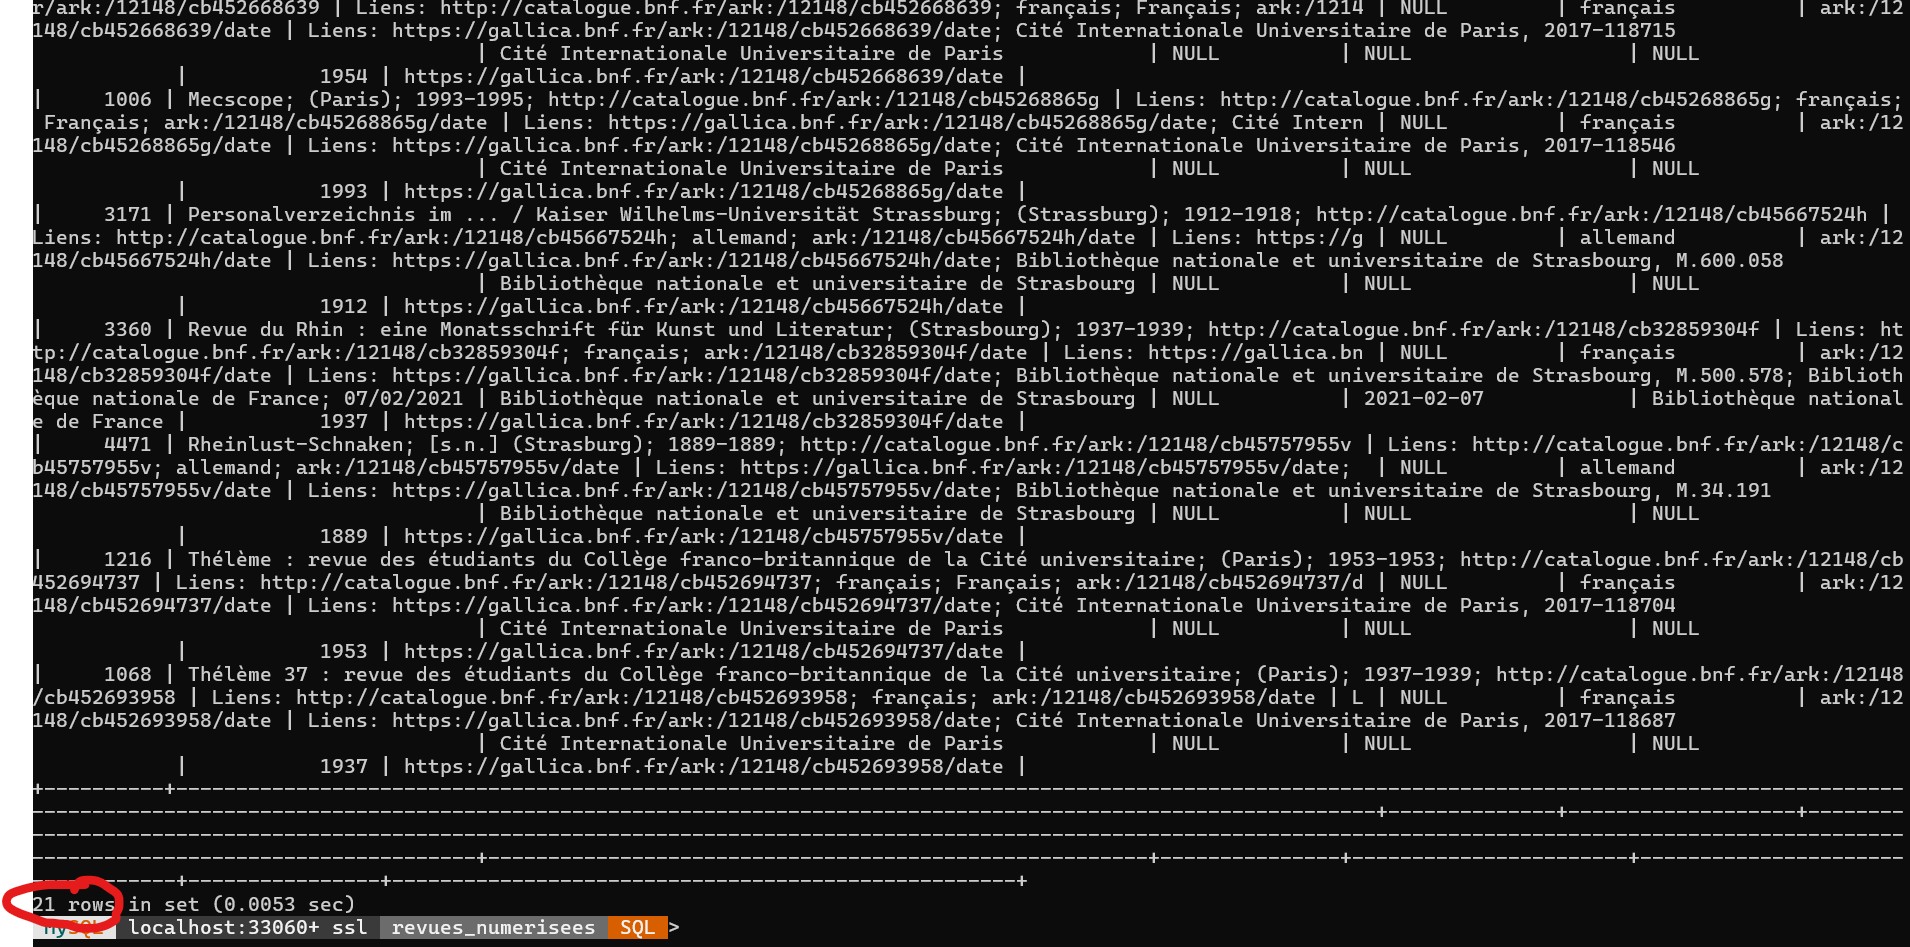 r/ark:/12148/cb452668639 | Liens: http://catalogue.bnf.fr/ark:/12148/cb452668639; français; Français; ark:/1214 | NULL | français | ark:/12
148/cb452668639/date | Liens: https://gallica.bnf.fr/ark:/12148/cb452668639/date; Cité Internationale Universitaire de Paris, 2017-118715
| Cité Internationale Universitaire de Paris | NULL | NULL | NULL
| 1954 | https://gallica.bnf.fr/ark:/12148/cb452668639/date |
| 1006 | Mecscope; (Paris); 1993-1995; http://catalogue.bnf.fr/ark:/12148/cb45268865g | Liens: http://catalogue.bnf.fr/ark:/12148/cb45268865g; français;
Français; ark:/12148/cb45268865g/date | Liens: https://gallica.bnf.fr/ark:/12148/cb45268865g/date; Cité Intern | NULL | français | ark:/12
148/cb45268865g/date | Liens: https://gallica.bnf.fr/ark:/12148/cb45268865g/date; Cité Internationale Universitaire de Paris, 2017-118546
| Cité Internationale Universitaire de Paris | NULL | NULL | NULL
| 1993 | https://gallica.bnf.fr/ark:/12148/cb45268865g/date |
| 3171 | Personalverzeichnis im ... / Kaiser Wilhelms-Universität Strassburg; (Strassburg); 1912-1918; http://catalogue.bnf.fr/ark:/12148/cb45667524h |
Liens: http://catalogue.bnf.fr/ark:/12148/cb45667524h; allemand; ark:/12148/cb45667524h/date | Liens: https://g | NULL | allemand | ark:/12
148/cb45667524h/date | Liens: https://gallica.bnf.fr/ark:/12148/cb45667524h/date; Bibliothèque nationale et universitaire de Strasbourg, M.600.058
| Bibliothèque nationale et universitaire de Strasbourg | NULL | NULL | NULL
| 1912 | https://gallica.bnf.fr/ark:/12148/cb45667524h/date |
| 3360 | Revue du Rhin : eine Monatsschrift für Kunst und Literatur; (Strasbourg); 1937-1939; http://catalogue.bnf.fr/ark:/12148/cb32859304f | Liens: ht
tp://catalogue.bnf.fr/ark:/12148/cb32859304f; français; ark:/12148/cb32859304f/date | Liens: https://gallica.bn | NULL | français | ark:/12
148/cb32859304f/date | Liens: https://gallica.bnf.fr/ark:/12148/cb32859304f/date; Bibliothèque nationale et universitaire de Strasbourg, M.500.578; Biblioth
èque nationale de France; 07/02/2021 | Bibliothèque nationale et universitaire de Strasbourg | NULL | 2021-02-07 | Bibliothèque national
e de France | 1937 | https://gallica.bnf.fr/ark:/12148/cb32859304f/date |
| 4471 | Rheinlust-Schnaken; [s.n.] (Strasburg); 1889-1889; http://catalogue.bnf.fr/ark:/12148/cb45757955v | Liens: http://catalogue.bnf.fr/ark:/12148/c
b45757955v; allemand; ark:/12148/cb45757955v/date | Liens: https://gallica.bnf.fr/ark:/12148/cb45757955v/date; | NULL | allemand | ark:/12
148/cb45757955v/date | Liens: https://gallica.bnf.fr/ark:/12148/cb45757955v/date; Bibliothèque nationale et universitaire de Strasbourg, M.34.191
| Bibliothèque nationale et universitaire de Strasbourg | NULL | NULL | NULL
| 1889 | https://gallica.bnf.fr/ark:/12148/cb45757955v/date |
| 1216 | Thélème : revue des étudiants du Collège franco-britannique de la Cité universitaire; (Paris); 1953-1953; http://catalogue.bnf.fr/ark:/12148/cb
452694737 | Liens: http://catalogue.bnf.fr/ark:/12148/cb452694737; français; Français; ark:/12148/cb452694737/d | NULL | français | ark:/12
148/cb452694737/date | Liens: https://gallica.bnf.fr/ark:/12148/cb452694737/date; Cité Internationale Universitaire de Paris, 2017-118704
| Cité Internationale Universitaire de Paris | NULL | NULL | NULL
| 1953 | https://gallica.bnf.fr/ark:/12148/cb452694737/date |
| 1068 | Thélème 37 : revue des étudiants du Collège franco-britannique de la Cité universitaire; (Paris); 1937-1939; http://catalogue.bnf.fr/ark:/12148
/cb452693958 | Liens: http://catalogue.bnf.fr/ark:/12148/cb452693958; français; ark:/12148/cb452693958/date | L | NULL | français | ark:/12
148/cb452693958/date | Liens: https://gallica.bnf.fr/ark:/12148/cb452693958/date; Cité Internationale Universitaire de Paris, 2017-118687
| Cité Internationale Universitaire de Paris | NULL | NULL | NULL
| 1937 | https://gallica.bnf.fr/ark:/12148/cb452693958/date |
21 rows in set (0.0053 sec)
MySQL localhost:33060+ ssl revues_numerisees SQL >